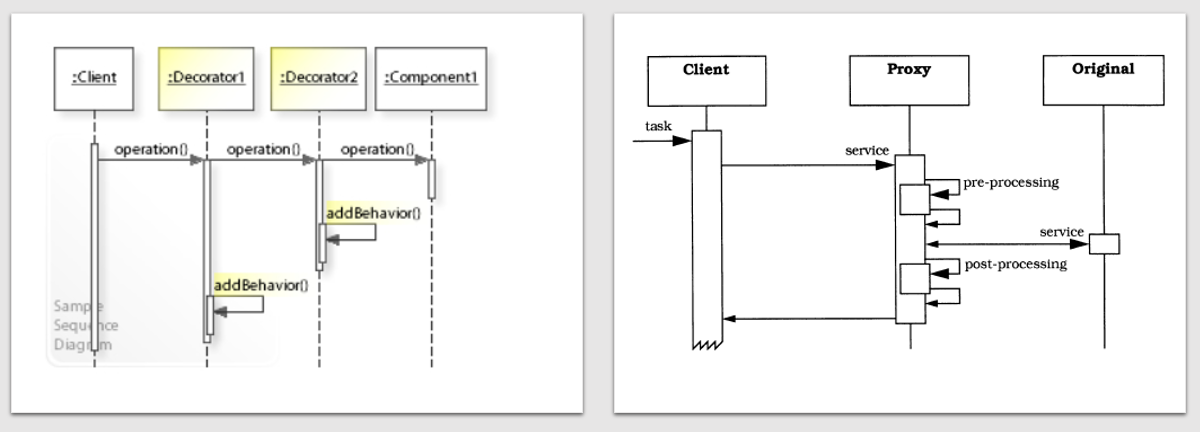 :Client :Decorator1 :Decorator2 :Component1
operation() operation() operation()
addBehavior()
addBehavior()
Sample
Sequence
Diagram
Client Proxy Original
task
service
pre-processing
service
post-processing